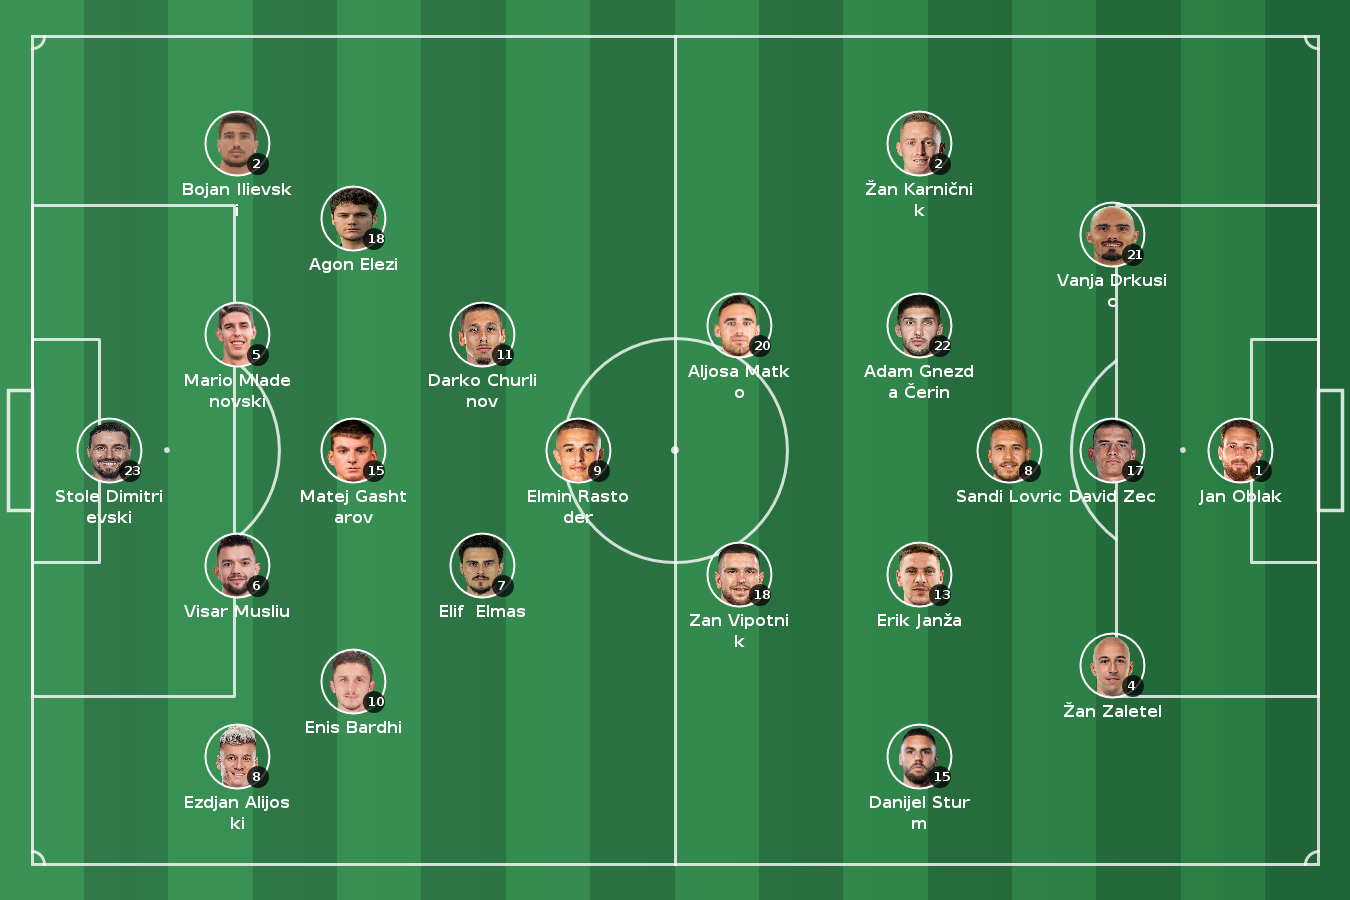 2
Bojan Ilievsk
i
18
Agon Elezi
5
Mario Mlade
novski
11
Darko Churli
nov
23
Stole Dimitri
evski
15
Matej Gasht
arov
9
Elmin Rasto
der
6
Visar Musliu
7
Elif  Elmas
10
Enis Bardhi
8
Ezdjan Alijos
ki
2
Žan Karnični
k
21
Vanja Drkusi
c
20
Aljosa Matk
o
22
Adam Gnezd
a Čerin
8
Sandi Lovric
17
David Zec
1
Jan Oblak
18
Zan Vipotni
k
13
Erik Janža
4
Žan Zaletel
15
Danijel Stur
m